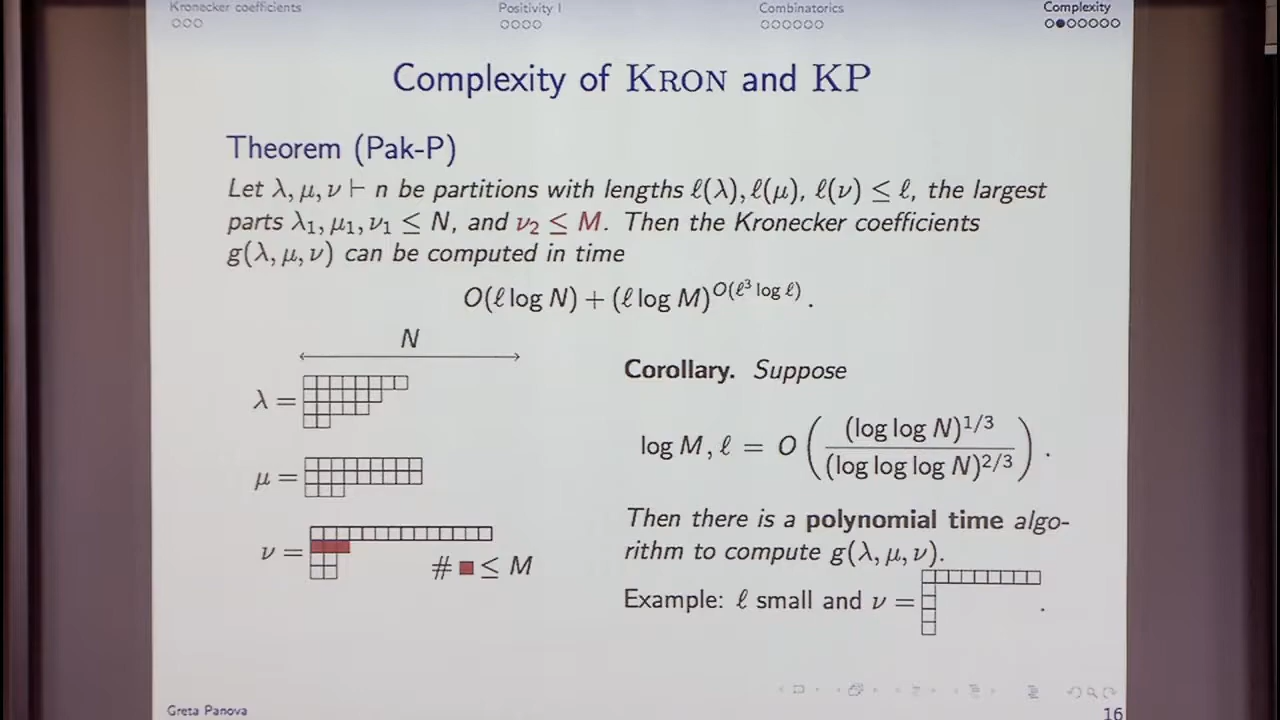 Kronecker coefficients Positivity I Combinatorics Complexity
Complexity of KRON and KP
Theorem (Pak-P)
Let λ, μ, ν ⊢ n be partitions with lengths ℓ(λ), ℓ(μ), ℓ(ν) ≤ ℓ, the largest
parts λ₁, μ₁, ν₁ ≤ N, and ν₂ ≤ M. Then the Kronecker coefficients
g(λ, μ, ν) can be computed in time
O(ℓ log N) + (ℓ log M)^{O(ℓ³ log ℓ)} .
N
λ =
μ =
ν =
# ■ ≤ M
Corollary. Suppose
log M, ℓ = O ( (log log N)^{1/3} / (log log log N)^{2/3} ) .
Then there is a polynomial time algo-
rithm to compute g(λ, μ, ν).
Example: ℓ small and ν = .
Greta Panova
16